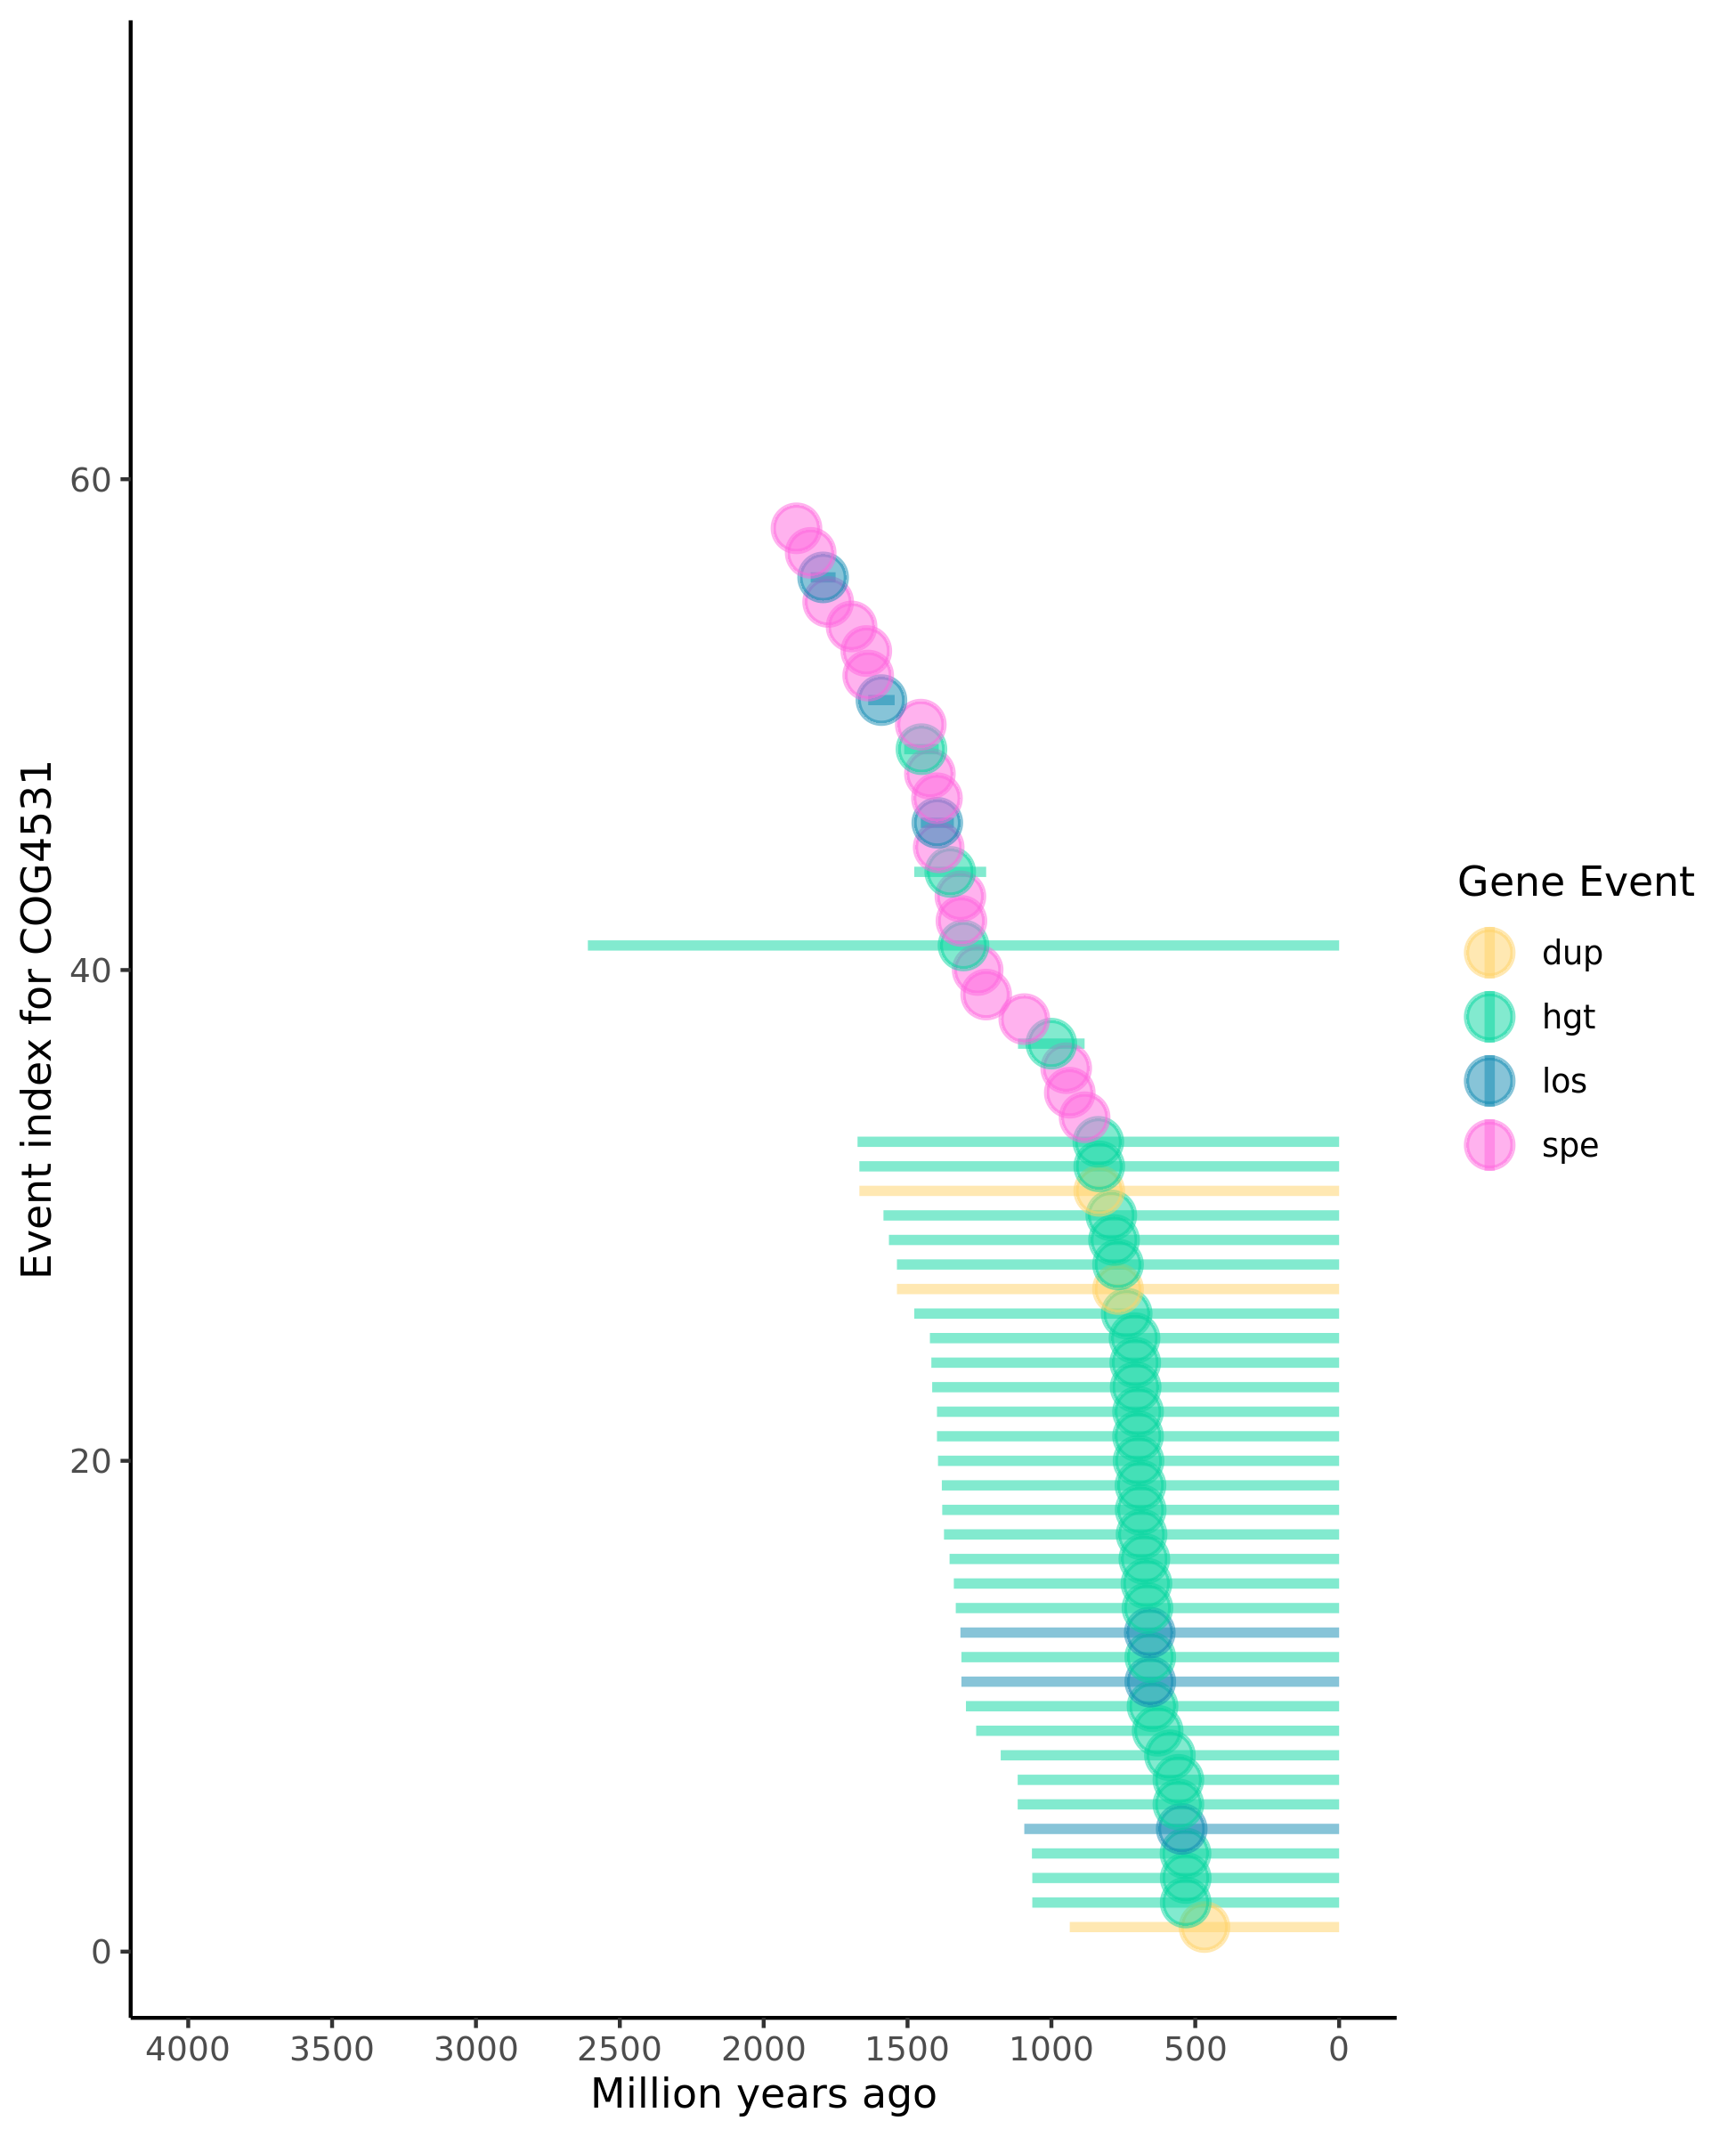 Event index for COG4531
60
40
20
0
4000 3500 3000 2500 2000 1500 1000 500 0
Million years ago
Gene Event
dup
hgt
los
spe